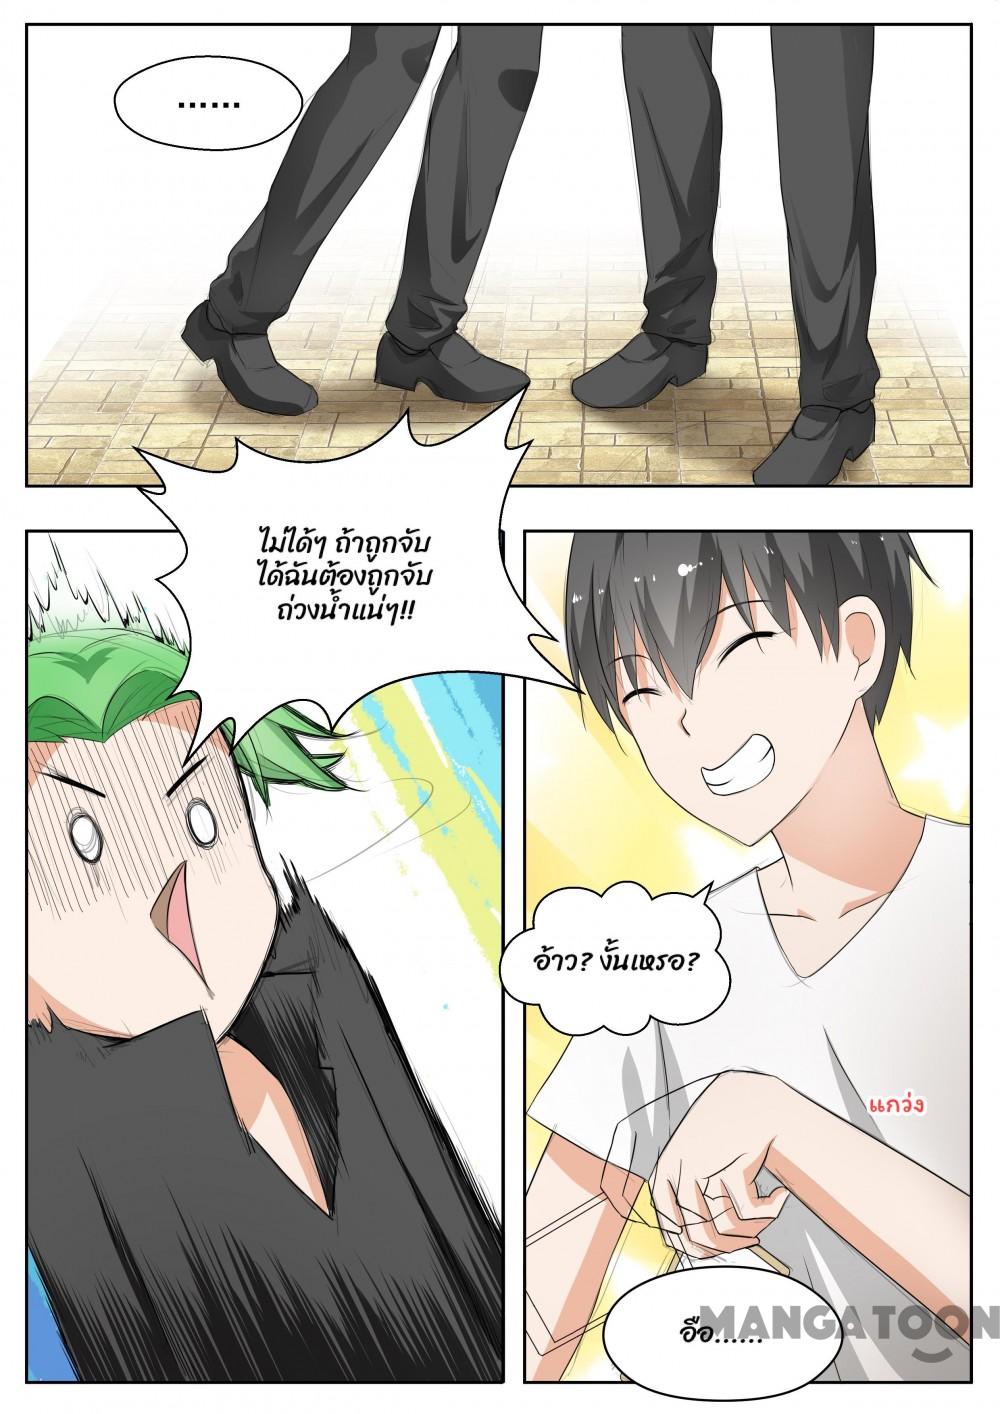 ......
ไม่ได้ๆ ถ้าถูกจับ
ได้ฉันต้องถูกจับ
ถ่วงน้ำแน่ๆ!!
อ้าว? งั้นเหรอ?
แกว่ง
อือ......
MANGATOON